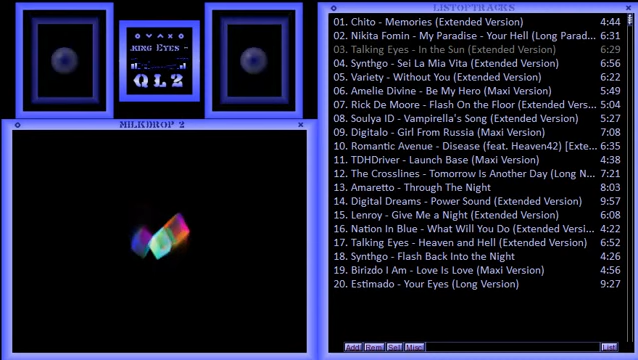 KING EYES -
QL2
MILKDROP 2
LISTOFTRACKS
01. Chito - Memories (Extended Version) 4:44
02. Nikita Fomin - My Paradise - Your Hell (Long Parad... 6:31
03. Talking Eyes - In the Sun (Extended Version) 6:29
04. Synthgo - Sei La Mia Vita (Extended Version) 6:56
05. Variety - Without You (Extended Version) 6:22
06. Amelie Divine - Be My Hero (Maxi Version) 5:49
07. Rick De Moore - Flash On the Floor (Extended Vers... 5:04
08. Soulya ID - Vampirella's Song (Extended Version) 5:27
09. Digitalo - Girl From Russia (Maxi Version) 7:08
10. Romantic Avenue - Disease (feat. Heaven42) [Exte... 6:35
11. TDHDriver - Launch Base (Maxi Version) 4:38
12. The Crosslines - Tomorrow Is Another Day (Long N... 7:21
13. Amaretto - Through The Night 8:03
14. Digital Dreams - Power Sound (Extended Version) 9:57
15. Lenroy - Give Me a Night (Extended Version) 6:08
16. Nation In Blue - What Will You Do (Extended Versi... 4:22
17. Talking Eyes - Heaven and Hell (Extended Version) 6:52
18. Synthgo - Flash Back Into the Night 4:26
19. Birizdo I Am - Love Is Love (Maxi Version) 4:56
20. Estimado - Your Eyes (Long Version) 9:27
Add Rem Sel Misc List